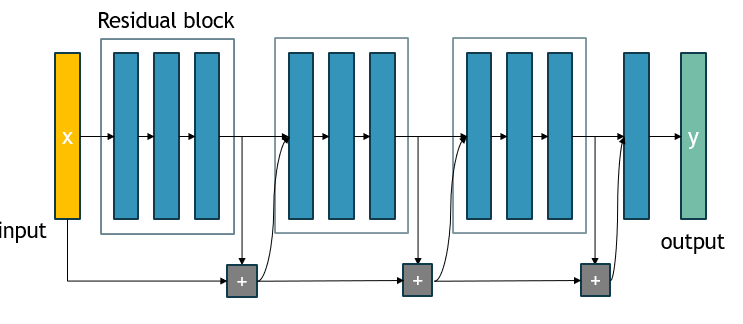 Residual block
x
y
input
output
+
+
+